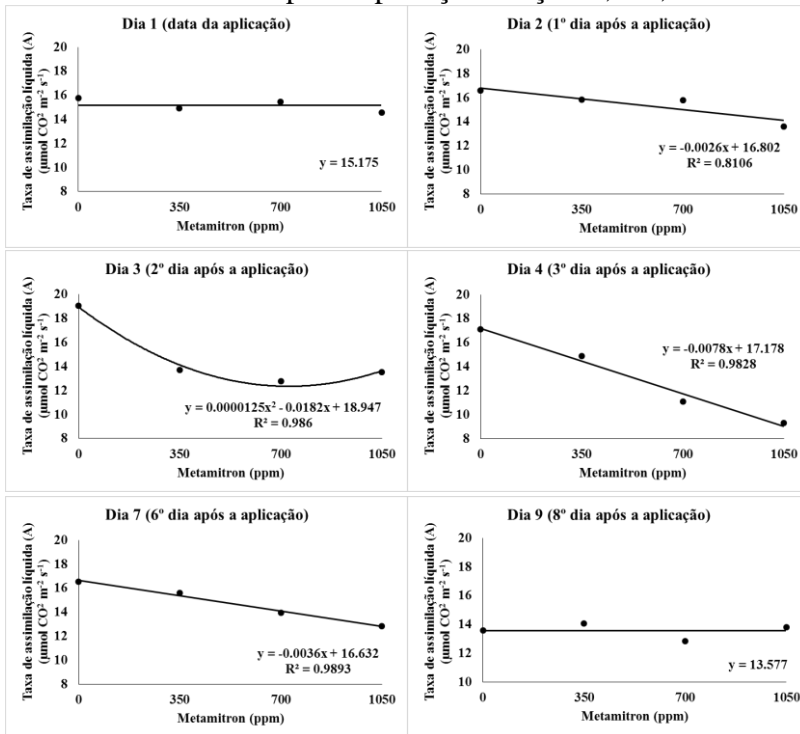 Dia 1 (data da aplicação)
Taxa de assimilação líquida (A)
(μmol CO² m⁻² s⁻¹)
20
18
16
14
12
10
8
y = 15.175
0 350 700 1050
Metamitron (ppm)
Dia 2 (1º dia após a aplicação)
Taxa de assimilação líquida (A)
(μmol CO² m⁻² s⁻¹)
20
18
16
14
12
10
8
y = -0.0026x + 16.802
R² = 0.8106
0 350 700 1050
Metamitron (ppm)
Dia 3 (2º dia após a aplicação)
Taxa de assimilação líquida (A)
(μmol CO² m⁻² s⁻¹)
20
18
16
14
12
10
8
y = 0.0000125x² - 0.0182x + 18.947
R² = 0.986
0 350 700 1050
Metamitron (ppm)
Dia 4 (3º dia após a aplicação)
Taxa de assimilação líquida (A)
(μmol CO² m⁻² s⁻¹)
20
18
16
14
12
10
8
y = -0.0078x + 17.178
R² = 0.9828
0 350 700 1050
Metamitron (ppm)
Dia 7 (6º dia após a aplicação)
Taxa de assimilação líquida (A)
(μmol CO² m⁻² s⁻¹)
20
18
16
14
12
10
8
y = -0.0036x + 16.632
R² = 0.9893
0 350 700 1050
Metamitron (ppm)
Dia 9 (8º dia após a aplicação)
Taxa de assimilação líquida (A)
(μmol CO² m⁻² s⁻¹)
20
18
16
14
12
10
y = 13.577
0 350 700 1050
Metamitron (ppm)